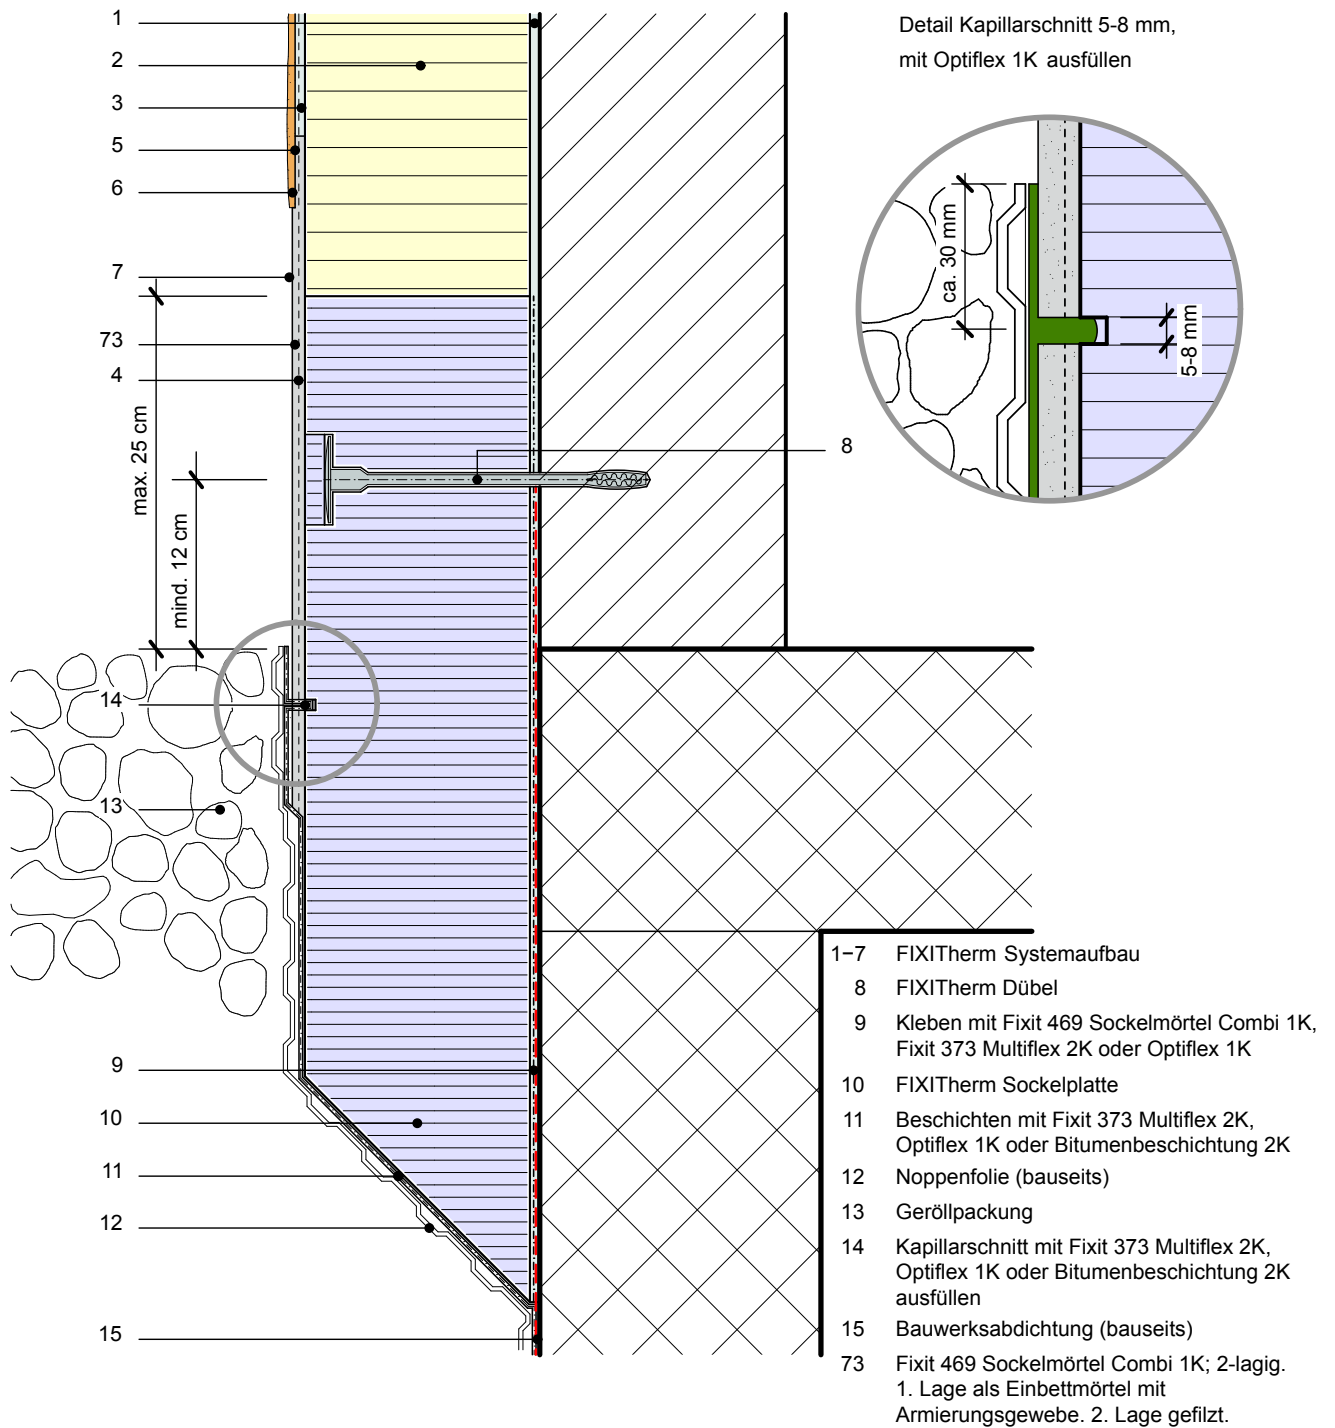 Detail Kapillarschnitt 5-8 mm,
mit Optiflex 1K ausfüllen
1
2
3
5
6
7
73
4
8
max. 25 cm
mind. 12 cm
ca. 30 mm
5-8 mm
14
13
9
10
11
12
15
1–7 FIXITherm Systemaufbau
8 FIXITherm Dübel
9 Kleben mit Fixit 469 Sockelmörtel Combi 1K,
Fixit 373 Multiflex 2K oder Optiflex 1K
10 FIXITherm Sockelplatte
11 Beschichten mit Fixit 373 Multiflex 2K,
Optiflex 1K oder Bitumenbeschichtung 2K
12 Noppenfolie (bauseits)
13 Geröllpackung
14 Kapillarschnitt mit Fixit 373 Multiflex 2K,
Optiflex 1K oder Bitumenbeschichtung 2K
ausfüllen
15 Bauwerksabdichtung (bauseits)
73 Fixit 469 Sockelmörtel Combi 1K; 2-lagig.
1. Lage als Einbettmörtel mit
Armierungsgewebe. 2. Lage gefilzt.